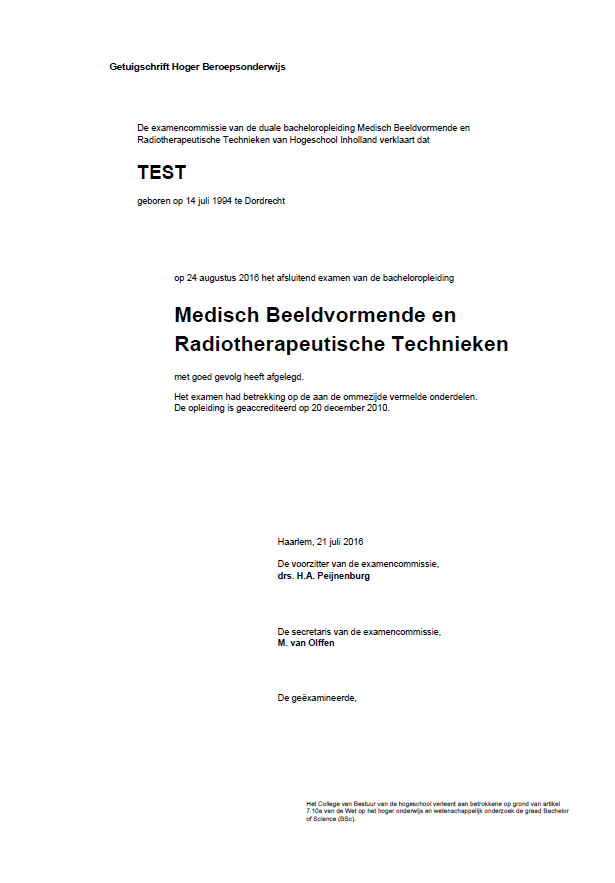 Getuigschrift Hoger Beroepsonderwijs
De examencommissie van de duale bacheloropleiding Medisch Beeldvormende en
Radiotherapeutische Technieken van Hogeschool Inholland verklaart dat
TEST
geboren op 14 juli 1994 te Dordrecht
op 24 augustus 2016 het afsluitend examen van de bacheloropleiding
Medisch Beeldvormende en
Radiotherapeutische Technieken
met goed gevolg heeft afgelegd.
Het examen had betrekking op de aan de ommezijde vermelde onderdelen.
De opleiding is geaccrediteerd op 20 december 2010.
Haarlem, 21 juli 2016
De voorzitter van de examencommissie,
drs. H.A. Peijnenburg
De secretaris van de examencommissie,
M. van Olffen
De geëxamineerde,
Het College van Bestuur van de hogeschool verleent aan betrokkene op grond van artikel
7.10a van de Wet op het hoger onderwijs en wetenschappelijk onderzoek de graad Bachelor
of Science (BSc).